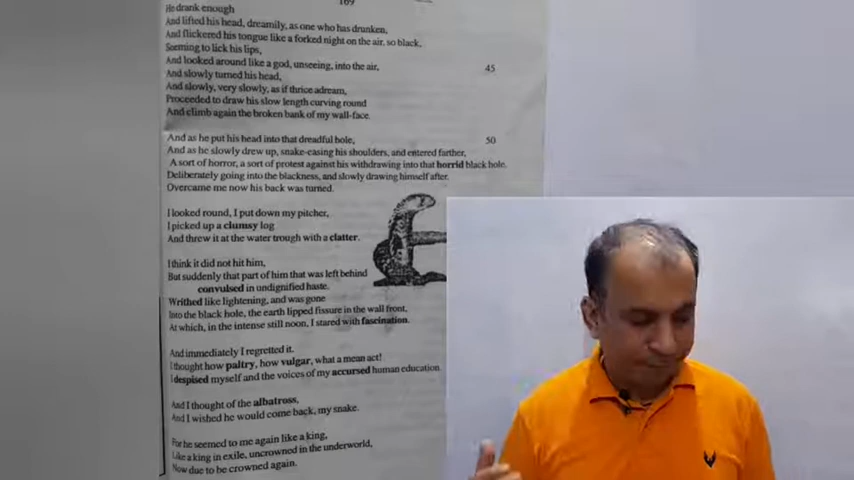 169
He drank enough
And lifted his head, dreamily, as one who has drunken,
And flickered his tongue like a forked night on the air, so black,
Seeming to lick his lips,
And looked around like a god, unseeing, into the air, 45
And slowly turned his head,
And slowly, very slowly, as if thrice adream,
Proceeded to draw his slow length curving round
And climb again the broken bank of my wall-face.
And as he put his head into that dreadful hole, 50
And as he slowly drew up, snake-easing his shoulders, and entered farther,
A sort of horror, a sort of protest against his withdrawing into that horrid black hole,
Deliberately going into the blackness, and slowly drawing himself after,
Overcame me now his back was turned.
I looked round, I put down my pitcher,
I picked up a clumsy log
And threw it at the water trough with a clatter.
I think it did not hit him,
But suddenly that part of him that was left behind
convulsed in undignified haste.
Writhed like lightening, and was gone
Into the black hole, the earth lipped fissure in the wall front,
At which, in the intense still noon, I stared with fascination.
And immediately I regretted it.
I thought how paltry, how vulgar, what a mean act!
I despised myself and the voices of my accursed human education.
And I thought of the albatross,
And I wished he would come back, my snake.
For he seemed to me again like a king,
Like a king in exile, uncrowned in the underworld,
Now due to be crowned again.